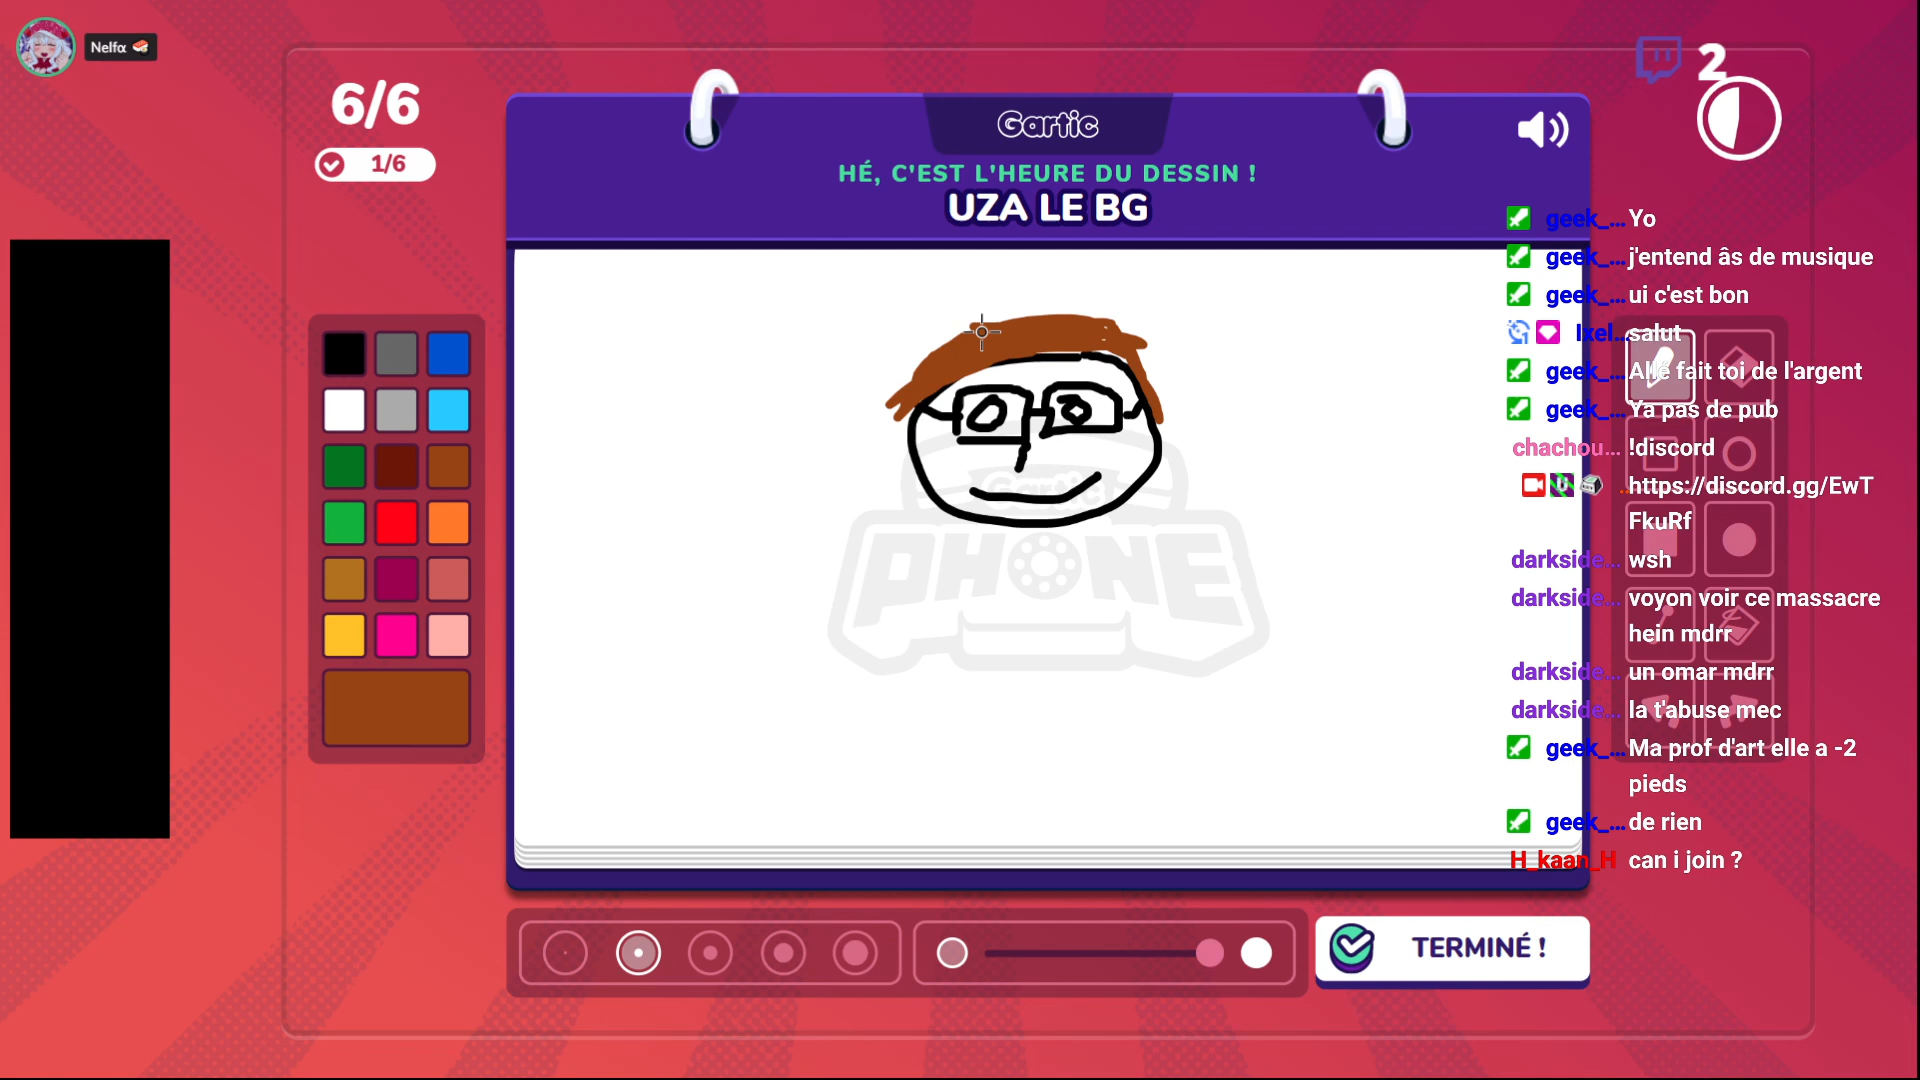 Nelfα
6/6
1/6
Gartic
HÉ, C'EST L'HEURE DU DESSIN !
UZA LE BG
2
geek_... Yo
geek_... j'entend âs de musique
geek_... ui c'est bon
Ixel... salut
geek_... Allé fait toi de l'argent
geek_... Ya pas de pub
chachou... !discord
https://discord.gg/EwT
FkuRf
darkside... wsh
darkside... voyon voir ce massacre
hein mdrr
darkside... un omar mdrr
darkside... la t'abuse mec
geek_... Ma prof d'art elle a -2
pieds
geek_... de rien
H_kaan_H can i join ?
Gartic
PHONE
TERMINÉ !